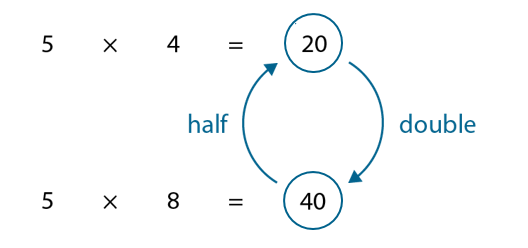 5 × 4 = 20
half double
5 × 8 = 40